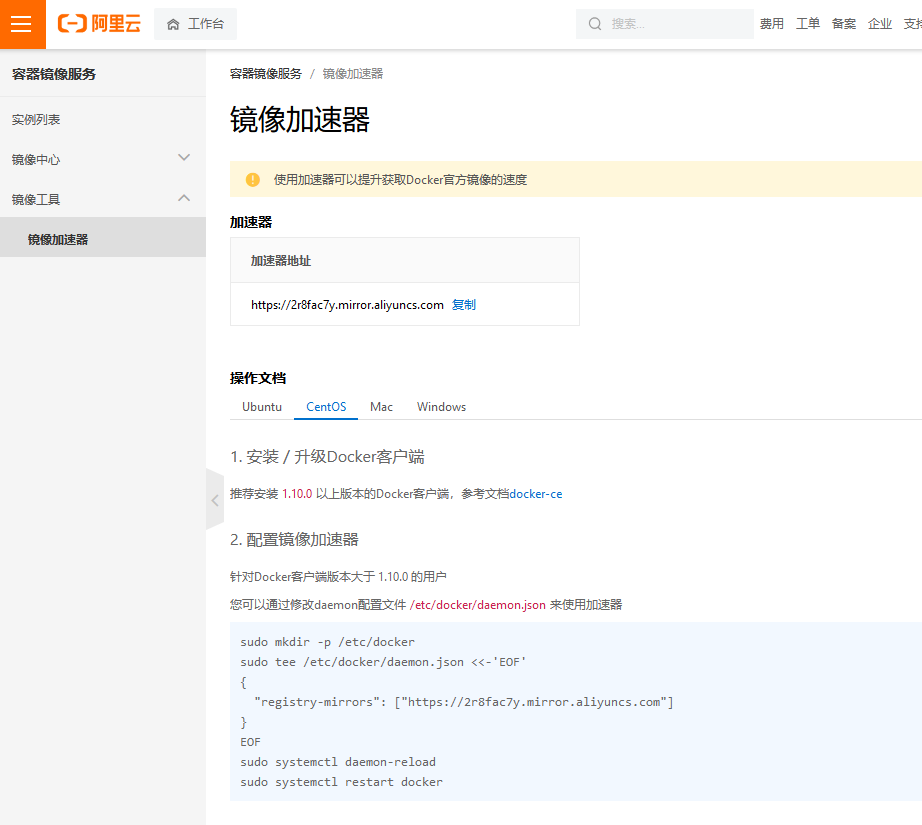 阿里云
工作台
搜索...
费用 工单 备案 企业
容器镜像服务
实例列表
镜像中心
镜像工具
镜像加速器
容器镜像服务 / 镜像加速器
镜像加速器
使用加速器可以提升获取Docker官方镜像的速度
加速器
加速器地址
https://2r8fac7y.mirror.aliyuncs.com 复制
操作文档
Ubuntu CentOS Mac Windows
1. 安装 / 升级Docker客户端
推荐安装 1.10.0 以上版本的Docker客户端，参考文档docker-ce
2. 配置镜像加速器
针对Docker客户端版本大于 1.10.0 的用户
您可以通过修改daemon配置文件 /etc/docker/daemon.json 来使用加速器
sudo mkdir -p /etc/docker
sudo tee /etc/docker/daemon.json <<-'EOF'
{
  "registry-mirrors": ["https://2r8fac7y.mirror.aliyuncs.com"]
}
EOF
sudo systemctl daemon-reload
sudo systemctl restart docker